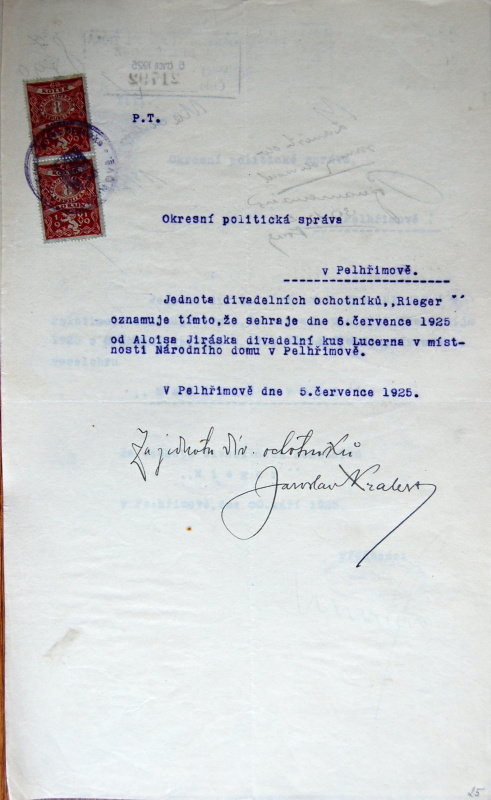 P.T.
Okresní politická správa
v Pelhřimově.
Jednota divadelních ochotníků,,Rieger ''
oznamuje tímto,že sehraje dne 6.července 1925
od Aloisa Jiráska divadelní kus Lucerna v míst-
nosti Národního domu v Pelhřimově.
V Pelhřimově dne 5.července 1925.
Za jednotu div. ochotníků
Jaroslav
25